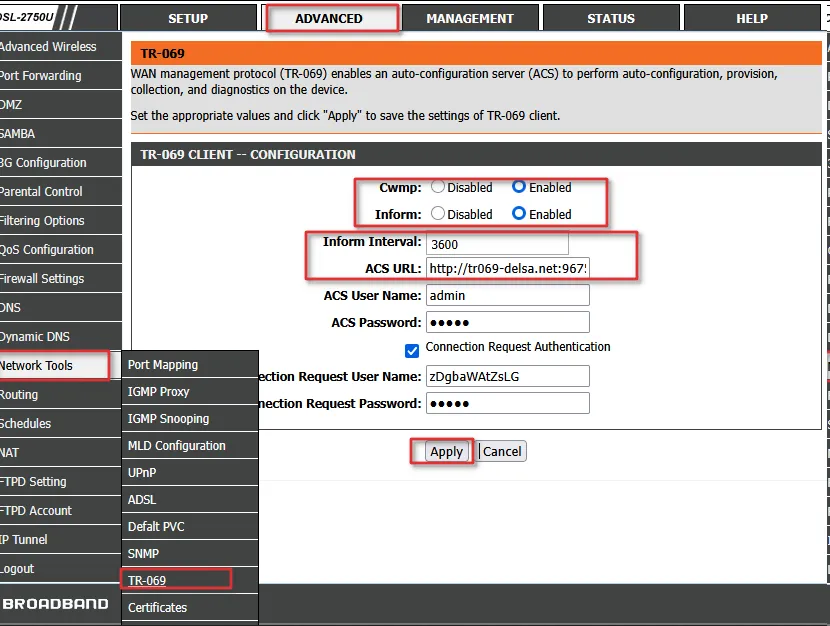 DSL-2750U
SETUP
ADVANCED
MANAGEMENT
STATUS
HELP
Advanced Wireless
Port Forwarding
DMZ
SAMBA
3G Configuration
Parental Control
Filtering Options
QoS Configuration
Firewall Settings
DNS
Dynamic DNS
Network Tools
Routing
Schedules
NAT
FTPD Setting
FTPD Account
IP Tunnel
Logout
BROADBAND
Port Mapping
IGMP Proxy
IGMP Snooping
MLD Configuration
UPnP
ADSL
Defalt PVC
SNMP
TR-069
Certificates
TR-069
WAN management protocol (TR-069) enables an auto-configuration server (ACS) to perform auto-configuration, provision,
collection, and diagnostics on the device.
Set the appropriate values and click "Apply" to save the settings of TR-069 client.
TR-069 CLIENT -- CONFIGURATION
Cwmp: Disabled Enabled
Inform: Disabled Enabled
Inform Interval: 3600
ACS URL: http://tr069-delsa.net:967
ACS User Name: admin
ACS Password: •••••
Connection Request Authentication
ection Request User Name: zDgbaWAtZsLG
nection Request Password: •••••
Apply Cancel